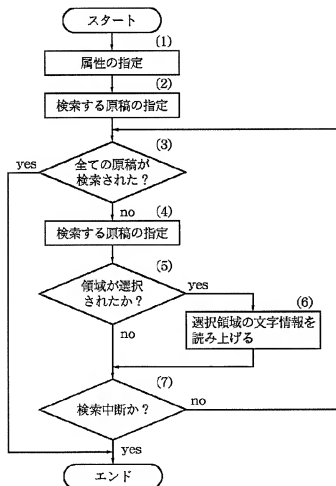 スタート
(1)
属性の指定
(2)
検索する原稿の指定
(3)
yes
全ての原稿が
検索された？
no
(4)
検索する原稿の指定
(5)
領域が選択
されたか？
yes
(6)
選択領域の文字情報を
読み上げる
no
(7)
検索中断か？
no
yes
エンド